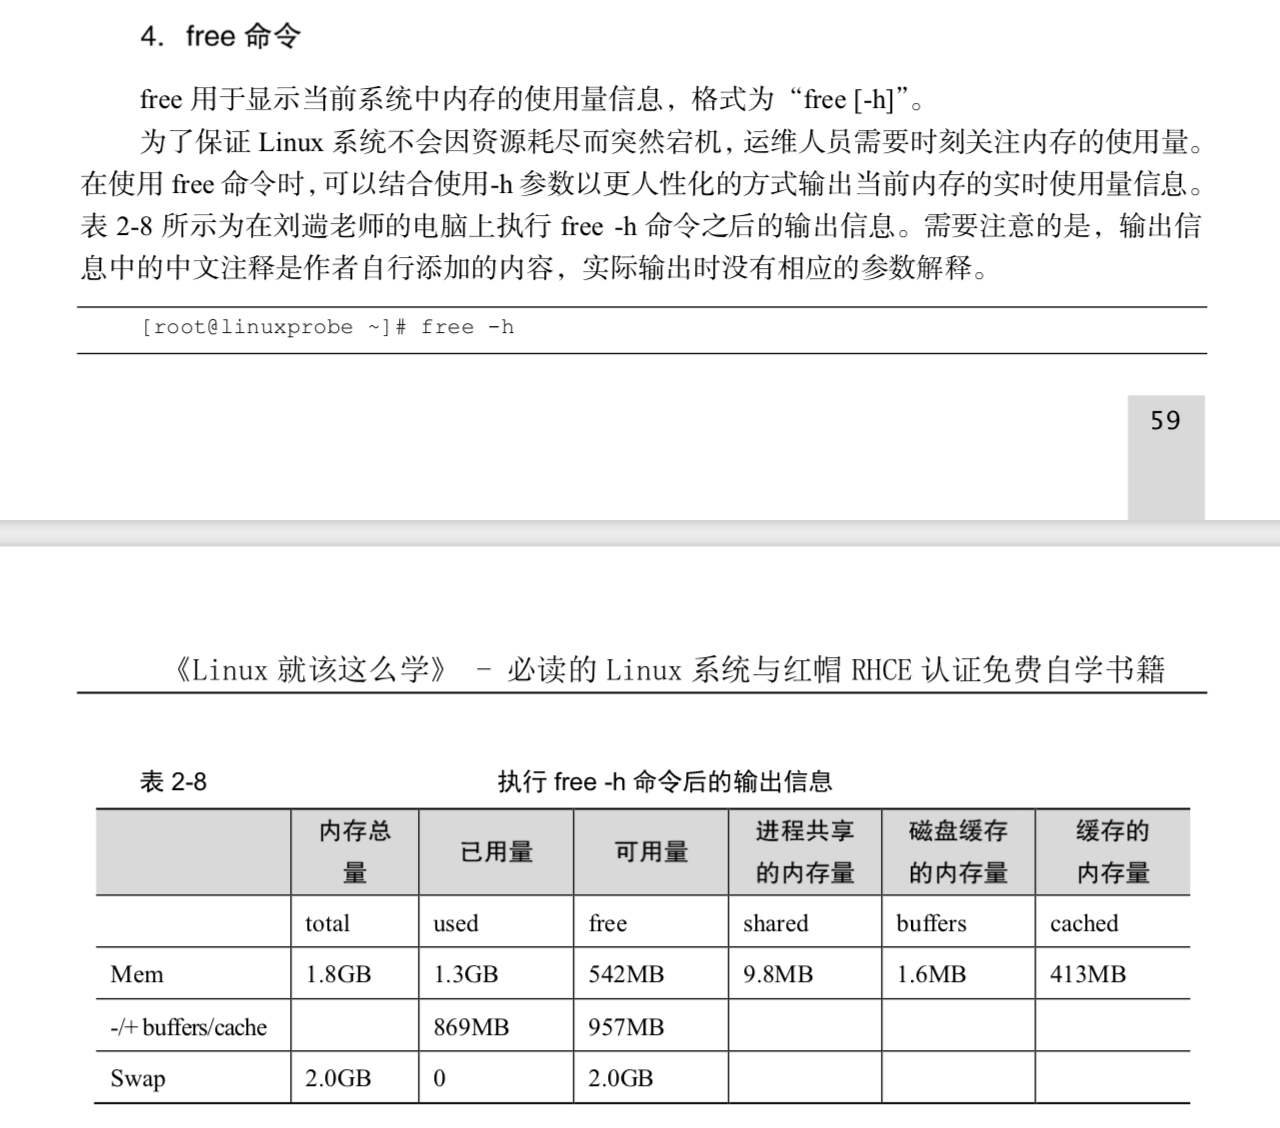 4. free 命令
free 用于显示当前系统中内存的使用量信息，格式为“free [-h]”。
为了保证 Linux 系统不会因资源耗尽而突然宕机，运维人员需要时刻关注内存的使用量。
在使用 free 命令时，可以结合使用-h 参数以更人性化的方式输出当前内存的实时使用量信息。
表 2-8 所示为在刘遄老师的电脑上执行 free -h 命令之后的输出信息。需要注意的是，输出信
息中的中文注释是作者自行添加的内容，实际输出时没有相应的参数解释。
[root@linuxprobe ~]# free -h
59
《Linux 就该这么学》 - 必读的 Linux 系统与红帽 RHCE 认证免费自学书籍
表 2-8 执行 free -h 命令后的输出信息
内存总量 已用量 可用量 进程共享的内存量 磁盘缓存的内存量 缓存的内存量
total used free shared buffers cached
Mem 1.8GB 1.3GB 542MB 9.8MB 1.6MB 413MB
-/+ buffers/cache 869MB 957MB
Swap 2.0GB 0 2.0GB